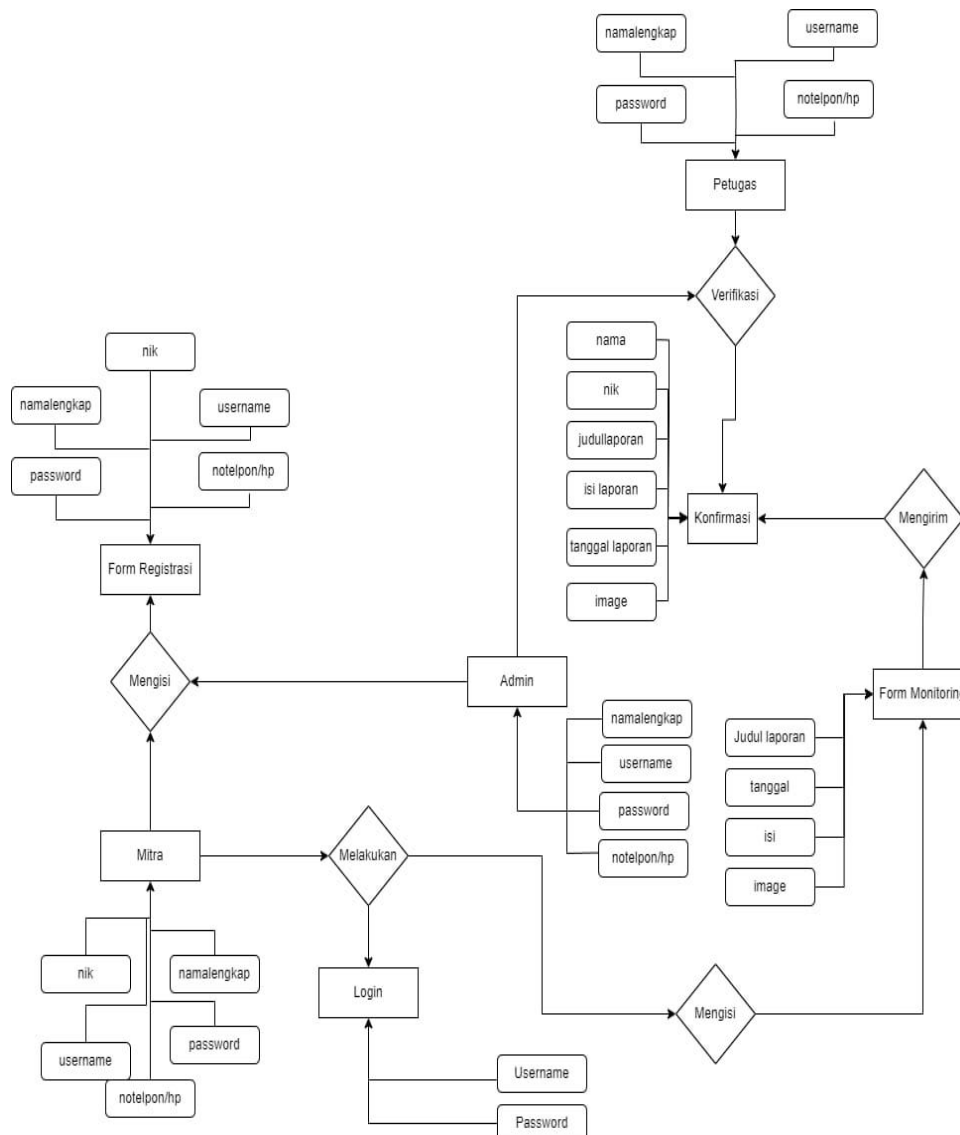 namalengkap
username
password
notelpon/hp
Petugas
Verifikasi
nama
nik
judullaporan
isi laporan
tanggal laporan
image
Konfirmasi
Mengirim
nik
namalengkap
username
password
notelpon/hp
Form Registrasi
Mengisi
Admin
namalengkap
username
password
notelpon/hp
Form Monitoring
Judul laporan
tanggal
isi
image
Mitra
Melakukan
nik
namalengkap
username
password
notelpon/hp
Login
Username
Password
Mengisi